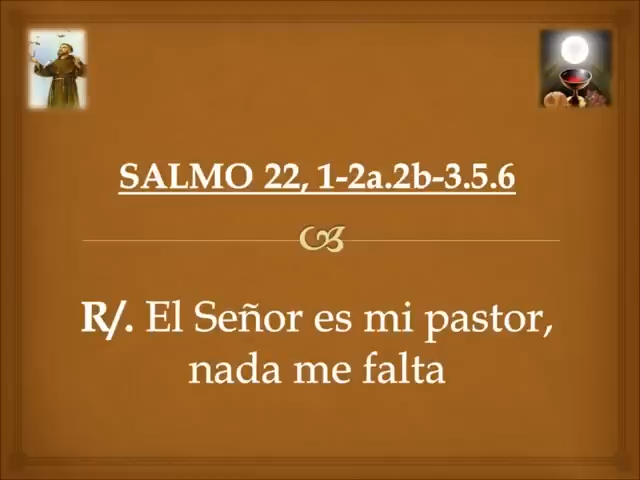 SALMO 22, 1-2a.2b-3.5.6
R/. El Señor es mi pastor,
nada me falta